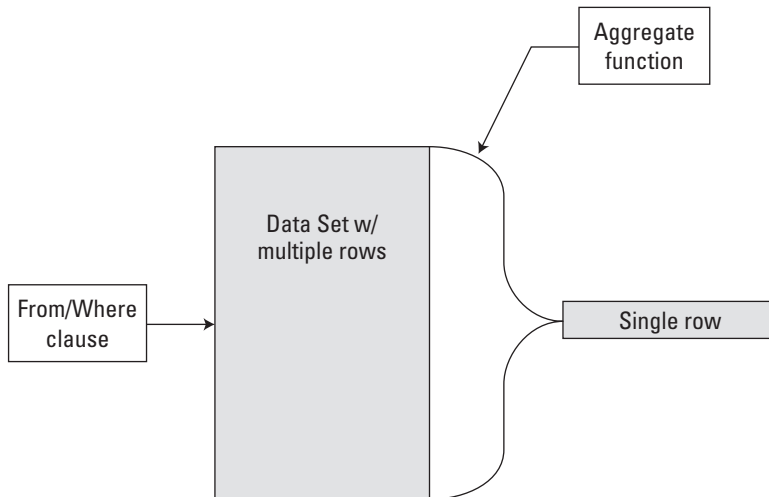 Aggregate
function
Data Set w/
multiple rows
From/Where
clause
Single row